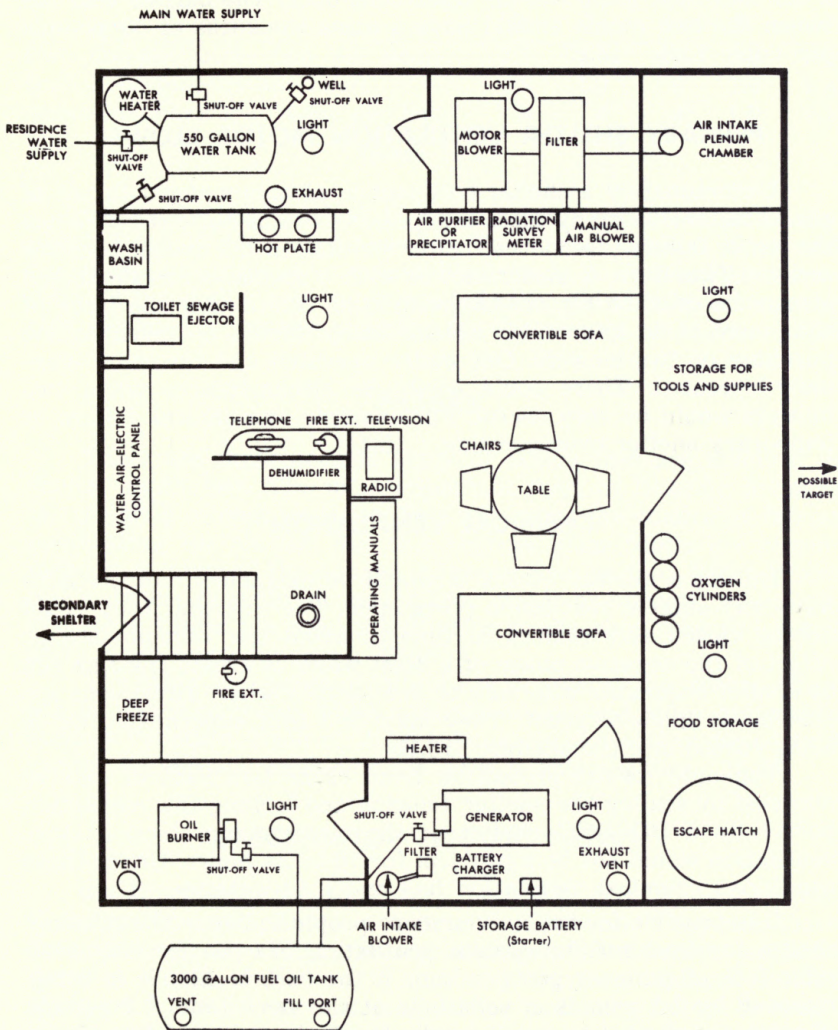 MAIN WATER SUPPLY
WATER
HEATER
SHUT-OFF VALVE
WELL
SHUT-OFF VALVE
RESIDENCE
WATER
SUPPLY
SHUT-OFF
VALVE
550 GALLON
WATER TANK
LIGHT
SHUT-OFF VALVE
EXHAUST
LIGHT
MOTOR
BLOWER
FILTER
AIR INTAKE
PLENUM
CHAMBER
WASH
BASIN
HOT PLATE
AIR PURIFIER
OR
PRECIPITATOR
RADIATION
SURVEY
METER
MANUAL
AIR BLOWER
TOILET SEWAGE
EJECTOR
LIGHT
CONVERTIBLE SOFA
LIGHT
STORAGE FOR
TOOLS AND SUPPLIES
WATER—AIR—ELECTRIC
CONTROL PANEL
TELEPHONE
FIRE EXT.
TELEVISION
DEHUMIDIFIER
RADIO
CHAIRS
TABLE
POSSIBLE
TARGET
OPERATING MANUALS
OXYGEN
CYLINDERS
SECONDARY
SHELTER
DRAIN
CONVERTIBLE SOFA
LIGHT
FIRE EXT.
DEEP
FREEZE
FOOD STORAGE
HEATER
OIL
BURNER
LIGHT
SHUT-OFF VALVE
VENT
SHUT-OFF VALVE
GENERATOR
LIGHT
FILTER
BATTERY
CHARGER
EXHAUST
VENT
ESCAPE HATCH
AIR INTAKE
BLOWER
STORAGE BATTERY
(Starter)
3000 GALLON FUEL OIL TANK
VENT
FILL PORT